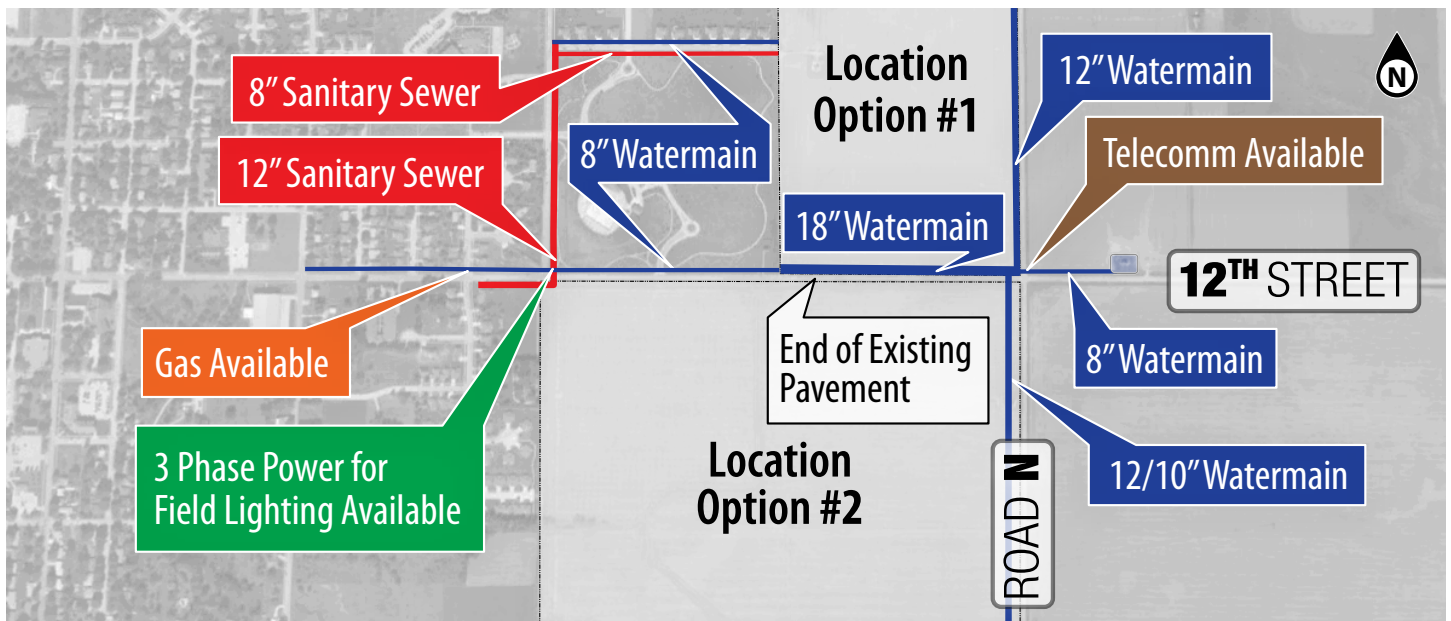 Location
Option #1
N
8” Sanitary Sewer
12” Watermain
8” Watermain
12” Sanitary Sewer
Telecomm Available
18” Watermain
12TH STREET
Gas Available
End of Existing
Pavement
8” Watermain
3 Phase Power for
Field Lighting Available
Location
Option #2
12/10” Watermain
ROAD N